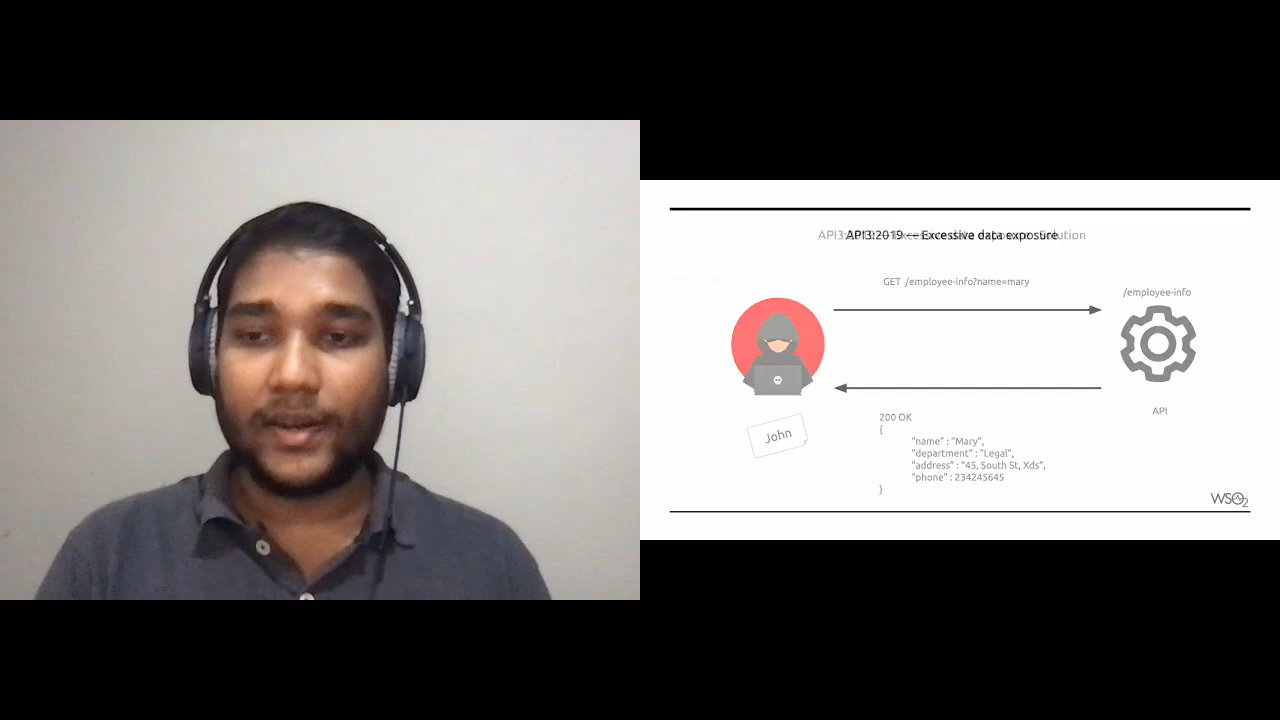 API3:2019 — Excessive data exposure
GET /employee-info?name=mary
/employee-info
API
John
200 OK
{
"name" : "Mary",
"department" : "Legal",
"address" : "45, South St, Xds",
"phone" : 234245645
}
WSO2